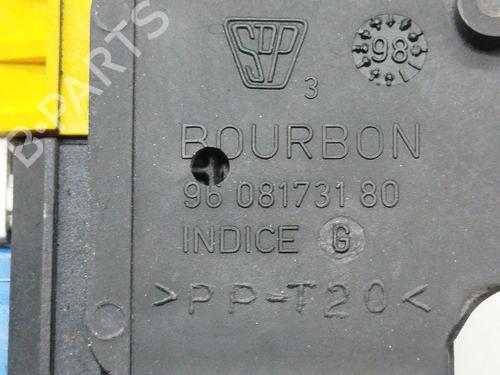 SPP
98
3
BOURBON
96 081731 80
INDICE G
>PP-T20<
B-PARTS